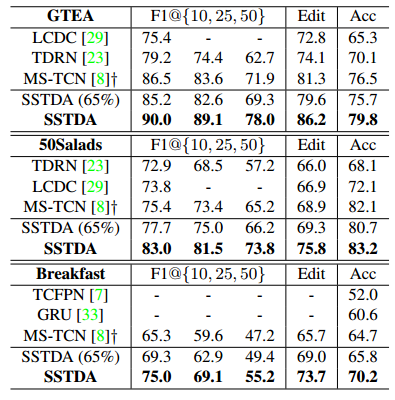 GTEA F1@{10, 25, 50} Edit Acc
LCDC [29] 75.4 - - 72.8 65.3
TDRN [23] 79.2 74.4 62.7 74.1 70.1
MS-TCN [8]† 86.5 83.6 71.9 81.3 76.5
SSTDA (65%) 85.2 82.6 69.3 79.6 75.7
SSTDA 90.0 89.1 78.0 86.2 79.8
50Salads F1@{10, 25, 50} Edit Acc
TDRN [23] 72.9 68.5 57.2 66.0 68.1
LCDC [29] 73.8 - - 66.9 72.1
MS-TCN [8]† 75.4 73.4 65.2 68.9 82.1
SSTDA (65%) 77.7 75.0 66.2 69.3 80.7
SSTDA 83.0 81.5 73.8 75.8 83.2
Breakfast F1@{10, 25, 50} Edit Acc
TCFPN [7] - - - - 52.0
GRU [33] - - - - 60.6
MS-TCN [8]† 65.3 59.6 47.2 65.7 64.7
SSTDA (65%) 69.3 62.9 49.4 69.0 65.8
SSTDA 75.0 69.1 55.2 73.7 70.2